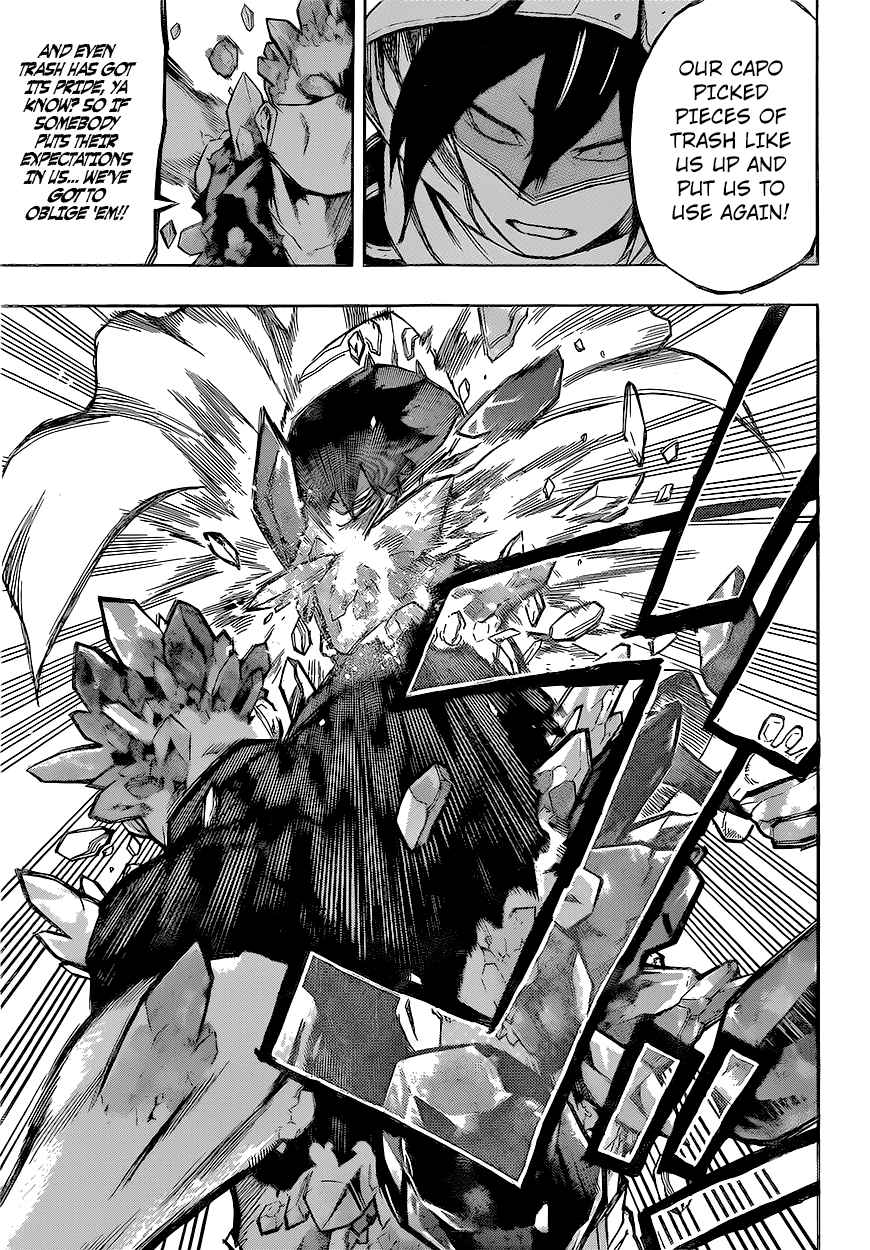 OUR CAPO
PICKED
PIECES OF
TRASH LIKE
US UP AND
PUT US TO
USE AGAIN!
AND EVEN
TRASH HAS GOT
ITS PRIDE, YA
KNOW? SO IF
SOMEBODY
PUTS THEIR
EXPECTATIONS
IN US... WE'VE
GOT TO
OBLIGE 'EM!!